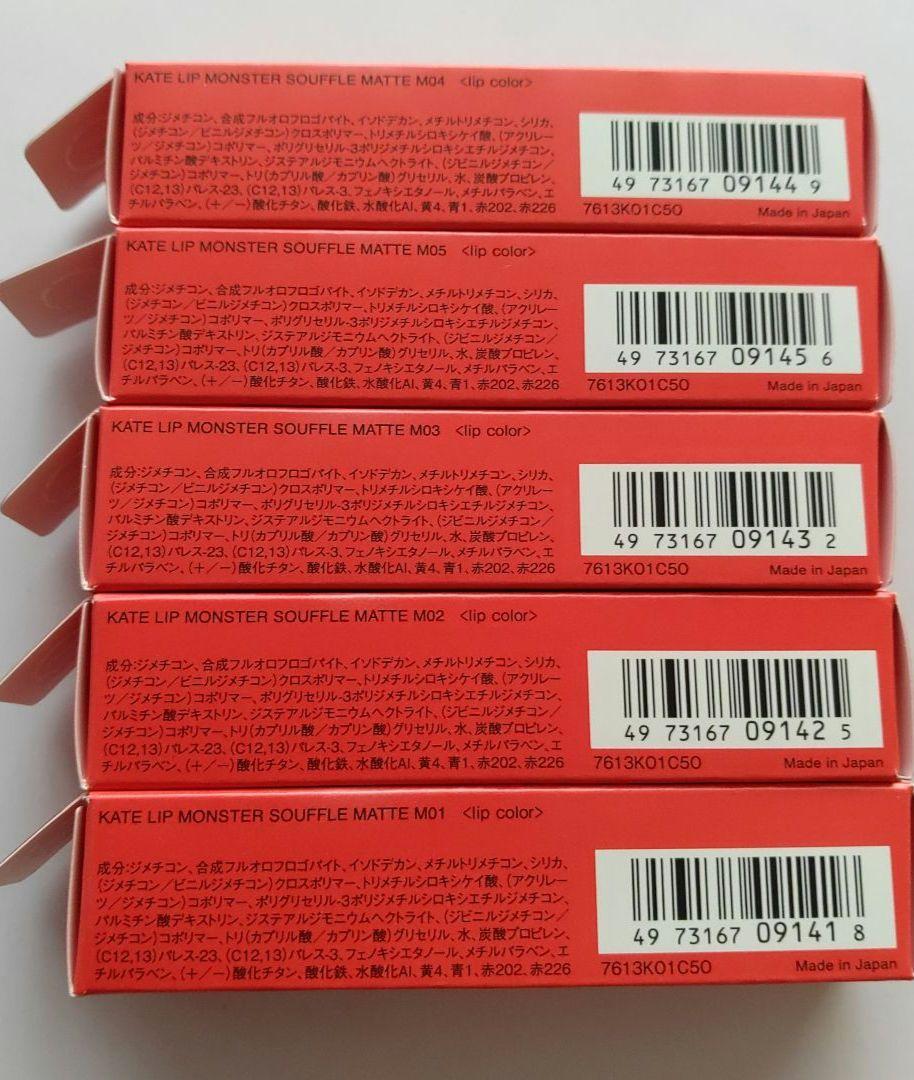 KATE LIP MONSTER SOUFFLE MATTE M04 <lip color>
成分:ジメチコン、合成フルオロフロゴパイト、イソドデカン、メチルトリメチコン、シリカ、
(ジメチコン/ビニルジメチコン)クロスポリマー、トリメチルシロキシケイ酸、(アクリレー
ツ/ジメチコン)コポリマー、ポリグリセリル-3ポリジメチルシロキシエチルジメチコン、
パルミチン酸デキストリン、ジステアルジモニウムヘクトライト、(ジビニルジメチコン/
ジメチコン)コポリマー、トリ(カプリル酸/カプリン酸)グリセリル、水、炭酸プロピレン、
(C12,13)パレス-23、(C12,13)パレス-3、フェノキシエタノール、メチルパラベン、エ
チルパラベン、(+/-)酸化チタン、酸化鉄、水酸化Al、黄4、青1、赤202、赤226
49 73167 09144 9
7613K01C50
Made in Japan
KATE LIP MONSTER SOUFFLE MATTE M05 <lip color>
成分:ジメチコン、合成フルオロフロゴパイト、イソドデカン、メチルトリメチコン、シリカ、
(ジメチコン/ビニルジメチコン)クロスポリマー、トリメチルシロキシケイ酸、(アクリレー
ツ/ジメチコン)コポリマー、ポリグリセリル-3ポリジメチルシロキシエチルジメチコン、
パルミチン酸デキストリン、ジステアルジモニウムヘクトライト、(ジビニルジメチコン/
ジメチコン)コポリマー、トリ(カプリル酸/カプリン酸)グリセリル、水、炭酸プロピレン、
(C12,13)パレス-23、(C12,13)パレス-3、フェノキシエタノール、メチルパラベン、エ
チルパラベン、(+/-)酸化チタン、酸化鉄、水酸化Al、黄4、青1、赤202、赤226
49 73167 09145 6
7613K01C50
Made in Japan
KATE LIP MONSTER SOUFFLE MATTE M03 <lip color>
成分:ジメチコン、合成フルオロフロゴパイト、イソドデカン、メチルトリメチコン、シリカ、
(ジメチコン/ビニルジメチコン)クロスポリマー、トリメチルシロキシケイ酸、(アクリレー
ツ/ジメチコン)コポリマー、ポリグリセリル-3ポリジメチルシロキシエチルジメチコン、
パルミチン酸デキストリン、ジステアルジモニウムヘクトライト、(ジビニルジメチコン/
ジメチコン)コポリマー、トリ(カプリル酸/カプリン酸)グリセリル、水、炭酸プロピレン、
(C12,13)パレス-23、(C12,13)パレス-3、フェノキシエタノール、メチルパラベン、エ
チルパラベン、(+/-)酸化チタン、酸化鉄、水酸化Al、黄4、青1、赤202、赤226
49 73167 09143 2
7613K01C50
Made in Japan
KATE LIP MONSTER SOUFFLE MATTE M02 <lip color>
成分:ジメチコン、合成フルオロフロゴパイト、イソドデカン、メチルトリメチコン、シリカ、
(ジメチコン/ビニルジメチコン)クロスポリマー、トリメチルシロキシケイ酸、(アクリレー
ツ/ジメチコン)コポリマー、ポリグリセリル-3ポリジメチルシロキシエチルジメチコン、
パルミチン酸デキストリン、ジステアルジモニウムヘクトライト、(ジビニルジメチコン/
ジメチコン)コポリマー、トリ(カプリル酸/カプリン酸)グリセリル、水、炭酸プロピレン、
(C12,13)パレス-23、(C12,13)パレス-3、フェノキシエタノール、メチルパラベン、エ
チルパラベン、(+/-)酸化チタン、酸化鉄、水酸化Al、黄4、青1、赤202、赤226
49 73167 09142 5
7613K01C50
Made in Japan
KATE LIP MONSTER SOUFFLE MATTE M01 <lip color>
成分:ジメチコン、合成フルオロフロゴパイト、イソドデカン、メチルトリメチコン、シリカ、
(ジメチコン/ビニルジメチコン)クロスポリマー、トリメチルシロキシケイ酸、(アクリレー
ツ/ジメチコン)コポリマー、ポリグリセリル-3ポリジメチルシロキシエチルジメチコン、
パルミチン酸デキストリン、ジステアルジモニウムヘクトライト、(ジビニルジメチコン/
ジメチコン)コポリマー、トリ(カプリル酸/カプリン酸)グリセリル、水、炭酸プロピレン、
(C12,13)パレス-23、(C12,13)パレス-3、フェノキシエタノール、メチルパラベン、エ
チルパラベン、(+/-)酸化チタン、酸化鉄、水酸化Al、黄4、青1、赤202、赤226
49 73167 09141 8
7613K01C50
Made in Japan